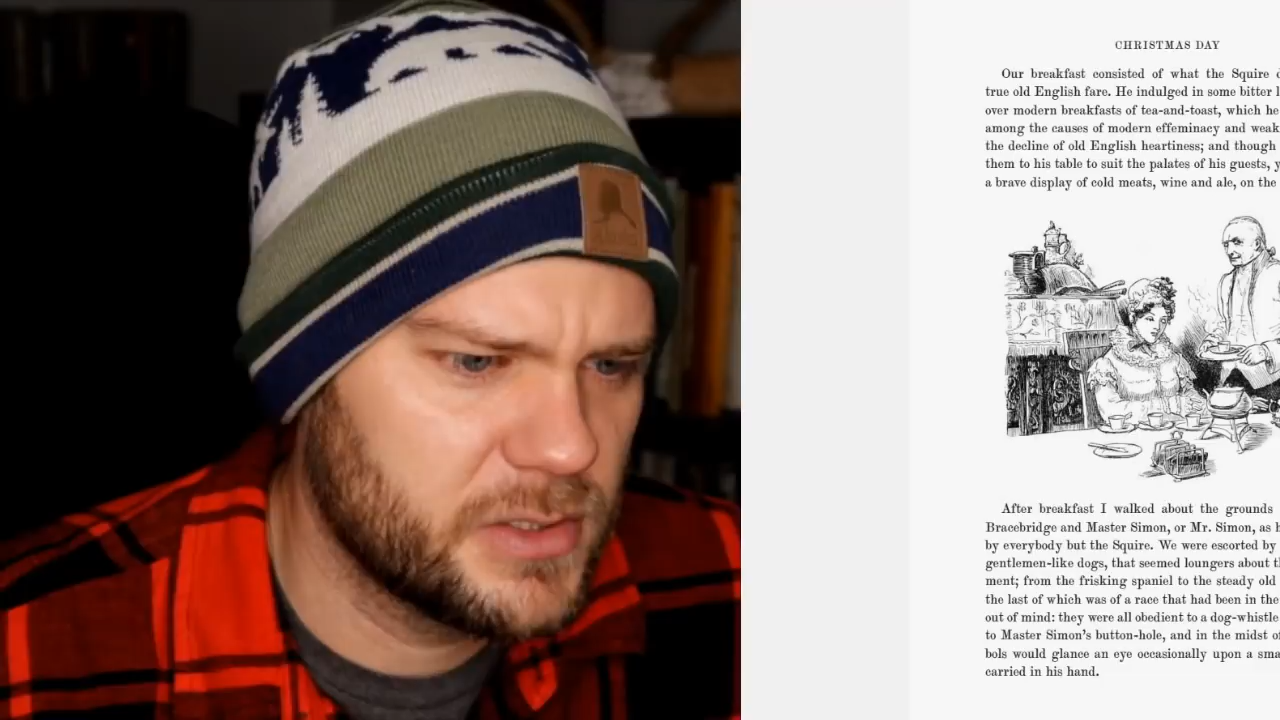 CHRISTMAS DAY
Our breakfast consisted of what the Squire
true old English fare. He indulged in some bitter
over modern breakfasts of tea-and-toast, which he
among the causes of modern effeminacy and weak
the decline of old English heartiness; and though
them to his table to suit the palates of his guests,
a brave display of cold meats, wine and ale, on the
After breakfast I walked about the grounds
Bracebridge and Master Simon, or Mr. Simon, as
by everybody but the Squire. We were escorted by
gentlemen-like dogs, that seemed loungers about
ment; from the frisking spaniel to the steady old
the last of which was of a race that had been in the
out of mind: they were all obedient to a dog-whistle
to Master Simon's button-hole, and in the midst
bols would glance an eye occasionally upon a
carried in his hand.